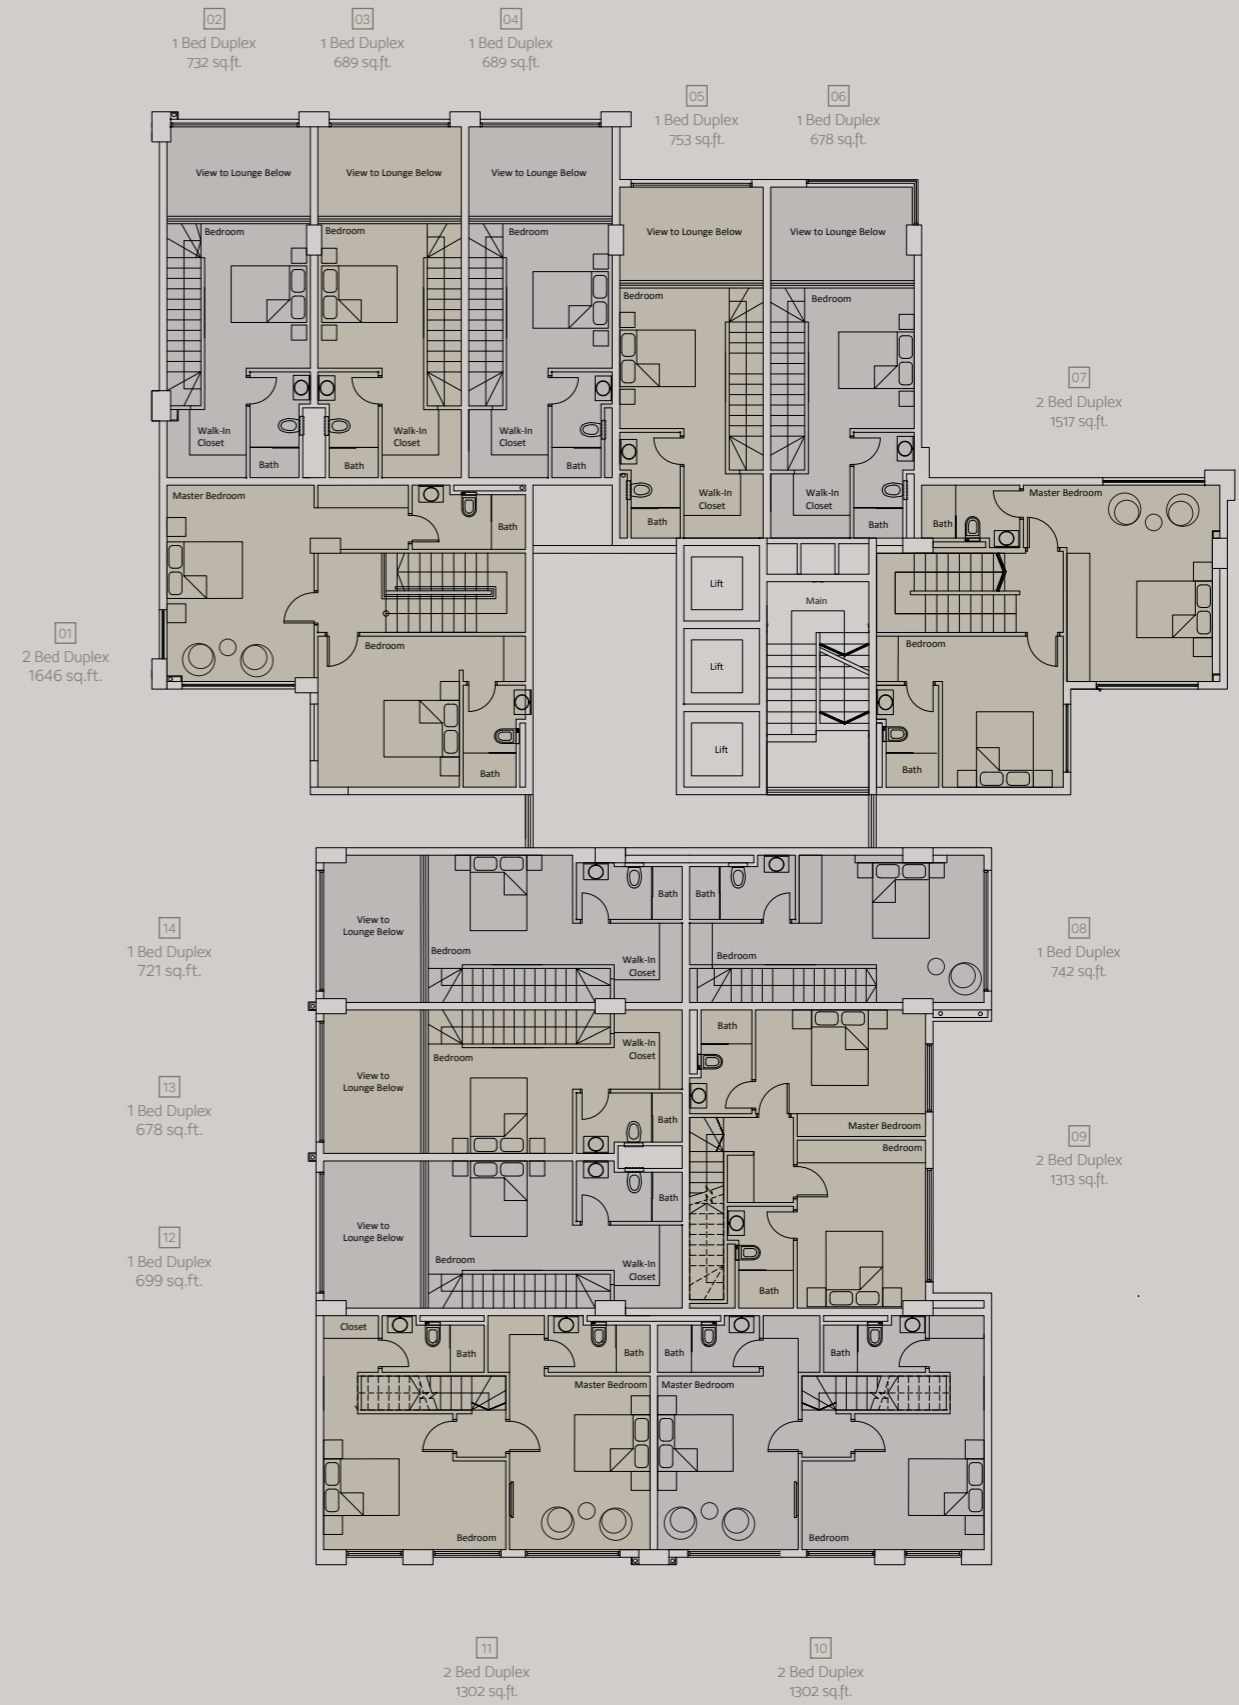 02
1 Bed Duplex
732 sq.ft.
03
1 Bed Duplex
689 sq.ft.
04
1 Bed Duplex
689 sq.ft.
05
1 Bed Duplex
753 sq.ft.
06
1 Bed Duplex
678 sq.ft.
View to Lounge Below
View to Lounge Below
View to Lounge Below
View to Lounge Below
View to Lounge Below
Bedroom
Bedroom
Bedroom
Bedroom
Bedroom
07
2 Bed Duplex
1517 sq.ft.
Walk-In
Closet
Walk-In
Closet
Walk-In
Closet
Bath
Bath
Bath
Walk-In
Closet
Walk-In
Closet
Bath
Bath
Master Bedroom
Bath
Bath
Master Bedroom
Lift
Main
01
2 Bed Duplex
1646 sq.ft.
Bedroom
Lift
Bedroom
Lift
Bath
Bath
14
1 Bed Duplex
721 sq.ft.
View to
Lounge Below
Bedroom
Bath
Walk-In
Closet
Bath
Bedroom
08
1 Bed Duplex
742 sq.ft.
13
1 Bed Duplex
678 sq.ft.
View to
Lounge Below
Bedroom
Walk-In
Closet
Bath
Bath
Master Bedroom
Bedroom
09
2 Bed Duplex
1313 sq.ft.
12
1 Bed Duplex
699 sq.ft.
View to
Lounge Below
Bedroom
Bath
Walk-In
Closet
Bath
Closet
Bath
Bath
Bath
Bath
Master Bedroom
Master Bedroom
Bedroom
Bedroom
11
2 Bed Duplex
1302 sq.ft.
10
2 Bed Duplex
1302 sq.ft.